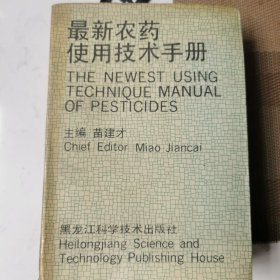 最新农药
使用技术手册
THE NEWEST USING
TECHNIQUE MANUAL
OF PESTICIDES
主编 苗建才
Chief Editor Miao Jiancai
黑龙江科学技术出版社
Heilongjiang Science and
Technology Publishing House